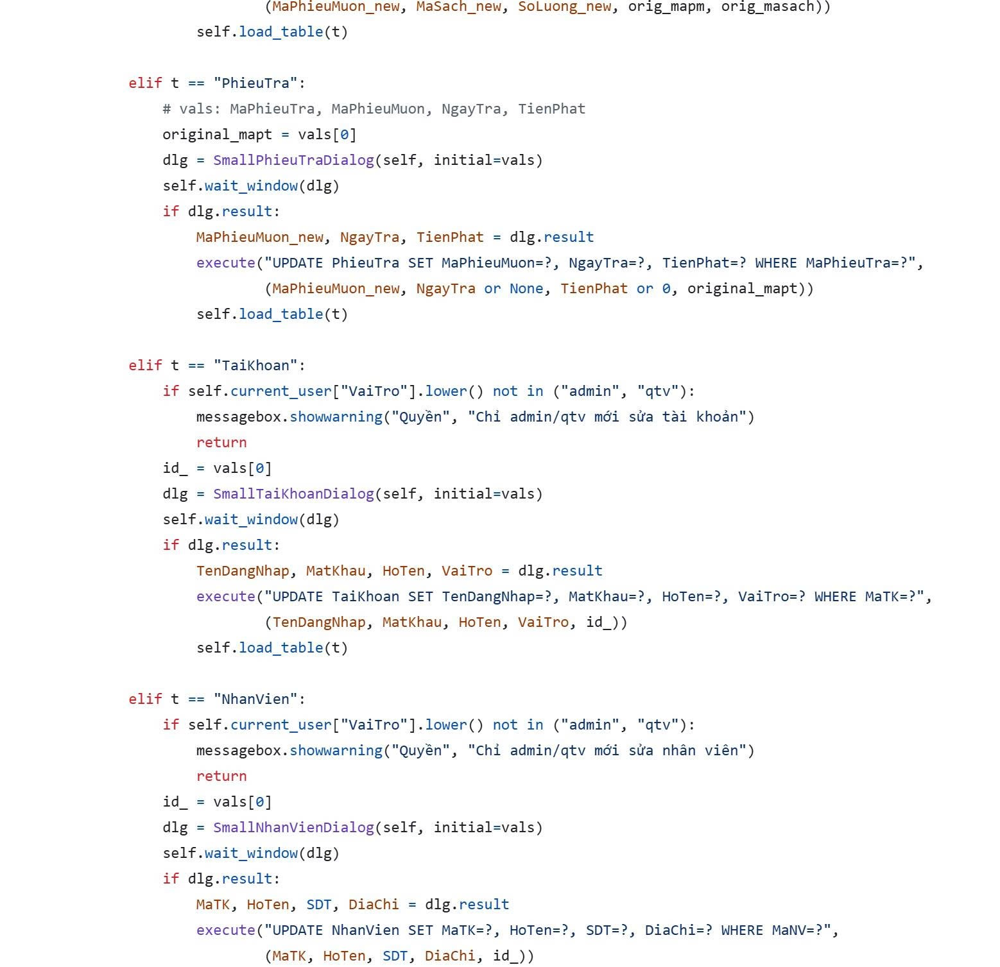 (MaPhieuMuon_new, MaSach_new, SoLuong_new, orig_mapm, orig_masach))
self.load_table(t)
elif t == "PhieuTra":
# vals: MaPhieuTra, MaPhieuMuon, NgayTra, TienPhat
original_mapt = vals[0]
dlg = SmallPhieuTraDialog(self, initial=vals)
self.wait_window(dlg)
if dlg.result:
MaPhieuMuon_new, NgayTra, TienPhat = dlg.result
execute("UPDATE PhieuTra SET MaPhieuMuon=?, NgayTra=?, TienPhat=? WHERE MaPhieuTra=?",
(MaPhieuMuon_new, NgayTra or None, TienPhat or 0, original_mapt))
self.load_table(t)
elif t == "TaiKhoan":
if self.current_user["VaiTro"].lower() not in ("admin", "qtv"):
messagebox.showwarning("Quyền", "Chỉ admin/qtv mới sửa tài khoản")
return
id_ = vals[0]
dlg = SmallTaiKhoanDialog(self, initial=vals)
self.wait_window(dlg)
if dlg.result:
TenDangNhap, MatKhau, HoTen, VaiTro = dlg.result
execute("UPDATE TaiKhoan SET TenDangNhap=?, MatKhau=?, HoTen=?, VaiTro=? WHERE MaTK=?",
(TenDangNhap, MatKhau, HoTen, VaiTro, id_))
self.load_table(t)
elif t == "NhanVien":
if self.current_user["VaiTro"].lower() not in ("admin", "qtv"):
messagebox.showwarning("Quyền", "Chỉ admin/qtv mới sửa nhân viên")
return
id_ = vals[0]
dlg = SmallNhanVienDialog(self, initial=vals)
self.wait_window(dlg)
if dlg.result:
MaTK, HoTen, SDT, DiaChi = dlg.result
execute("UPDATE NhanVien SET MaTK=?, HoTen=?, SDT=?, DiaChi=? WHERE MaNV=?",
(MaTK, HoTen, SDT, DiaChi, id_))